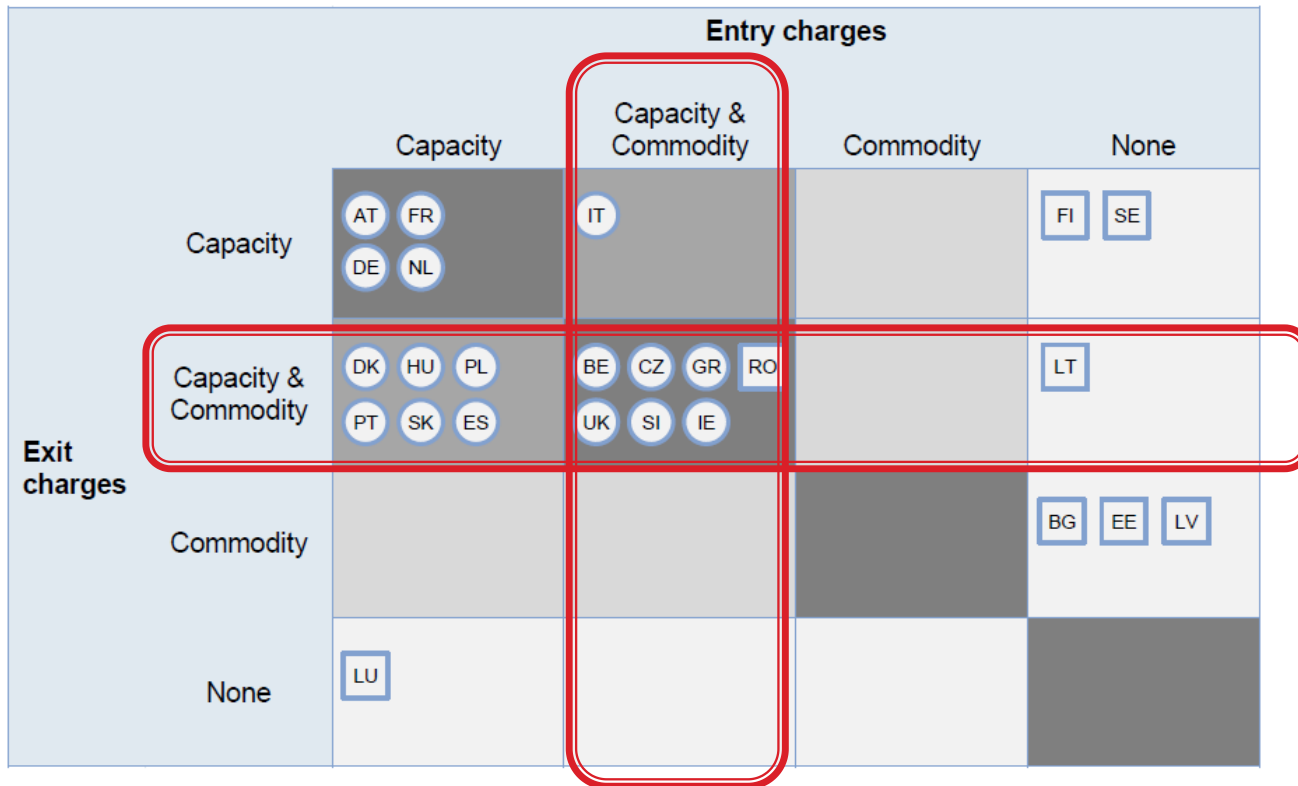 Entry charges
Capacity
Capacity &
Commodity
Commodity
None
Exit
charges
Capacity
AT FR
DE NL
IT
FI SE
Capacity &
Commodity
DK HU PL
PT SK ES
BE CZ GR RO
UK SI IE
LT
Commodity
BG EE LV
None
LU